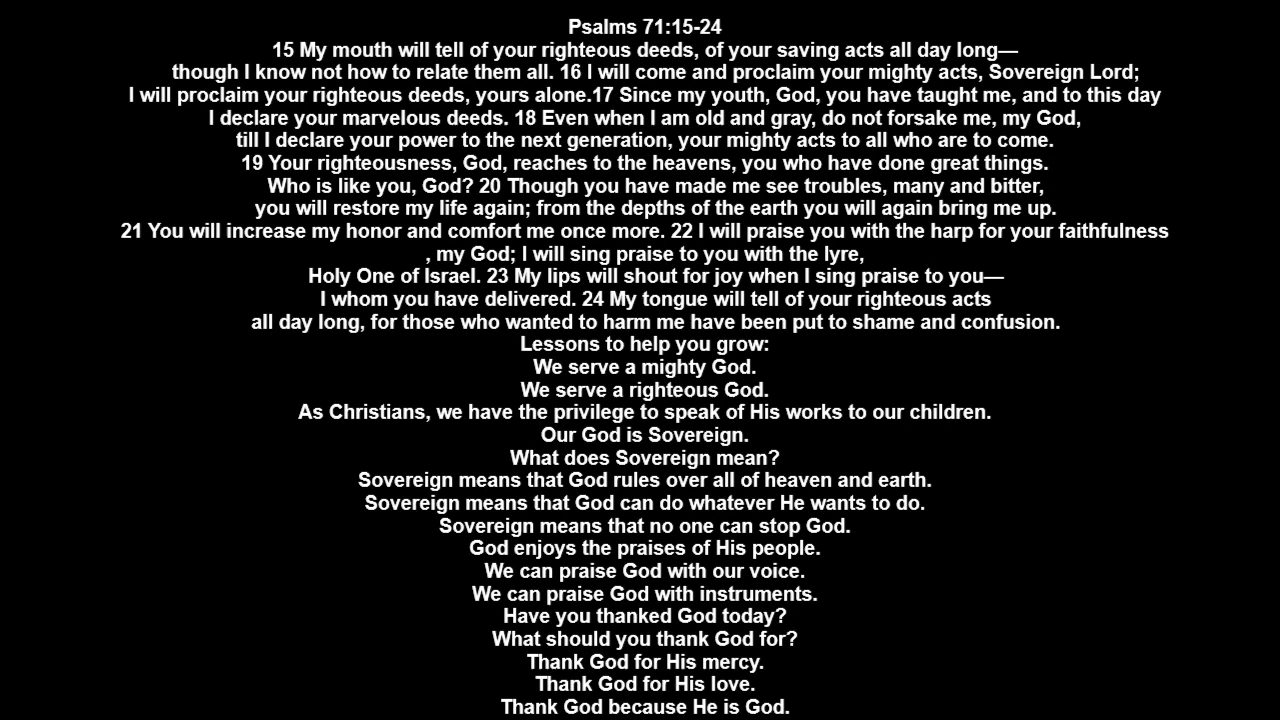 Psalms 71:15-24
15 My mouth will tell of your righteous deeds, of your saving acts all day long—
though I know not how to relate them all. 16 I will come and proclaim your mighty acts, Sovereign Lord;
I will proclaim your righteous deeds, yours alone.17 Since my youth, God, you have taught me, and to this day
I declare your marvelous deeds. 18 Even when I am old and gray, do not forsake me, my God,
till I declare your power to the next generation, your mighty acts to all who are to come.
19 Your righteousness, God, reaches to the heavens, you who have done great things.
Who is like you, God? 20 Though you have made me see troubles, many and bitter,
you will restore my life again; from the depths of the earth you will again bring me up.
21 You will increase my honor and comfort me once more. 22 I will praise you with the harp for your faithfulness
, my God; I will sing praise to you with the lyre,
Holy One of Israel. 23 My lips will shout for joy when I sing praise to you—
I whom you have delivered. 24 My tongue will tell of your righteous acts
all day long, for those who wanted to harm me have been put to shame and confusion.
Lessons to help you grow:
We serve a mighty God.
We serve a righteous God.
As Christians, we have the privilege to speak of His works to our children.
Our God is Sovereign.
What does Sovereign mean?
Sovereign means that God rules over all of heaven and earth.
Sovereign means that God can do whatever He wants to do.
Sovereign means that no one can stop God.
God enjoys the praises of His people.
We can praise God with our voice.
We can praise God with instruments.
Have you thanked God today?
What should you thank God for?
Thank God for His mercy.
Thank God for His love.
Thank God because He is God.